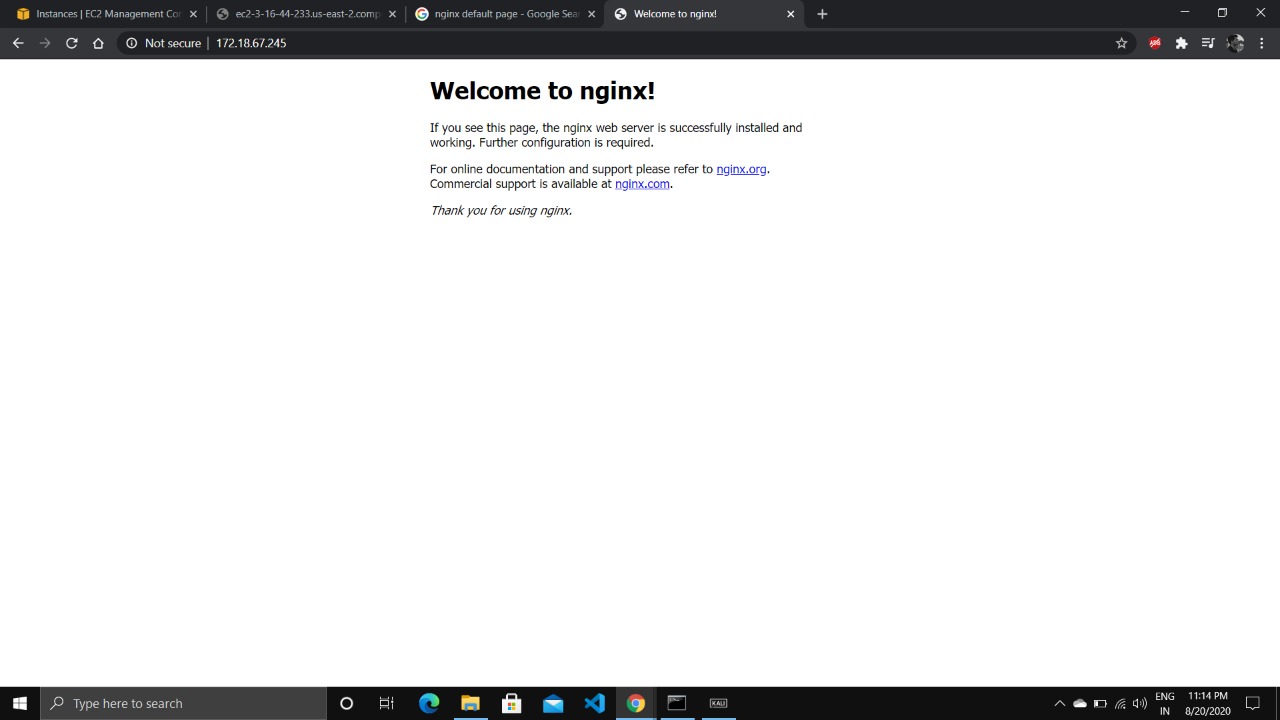 Instances | EC2 Management Cor
ec2-3-16-44-233.us-east-2.comp
nginx default page - Google Sear
Welcome to nginx!
Not secure | 172.18.67.245
Welcome to nginx!
If you see this page, the nginx web server is successfully installed and
working. Further configuration is required.
For online documentation and support please refer to nginx.org.
Commercial support is available at nginx.com.
Thank you for using nginx.
Type here to search
KALI
ENG
IN
11:14 PM
8/20/2020